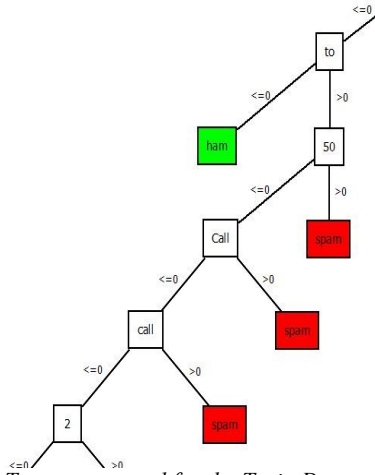 <=0
to
<=0 >0
ham 50
<=0 >0
Call spam
<=0 >0
call spam
<=0 >0
2 spam
<=0 >0